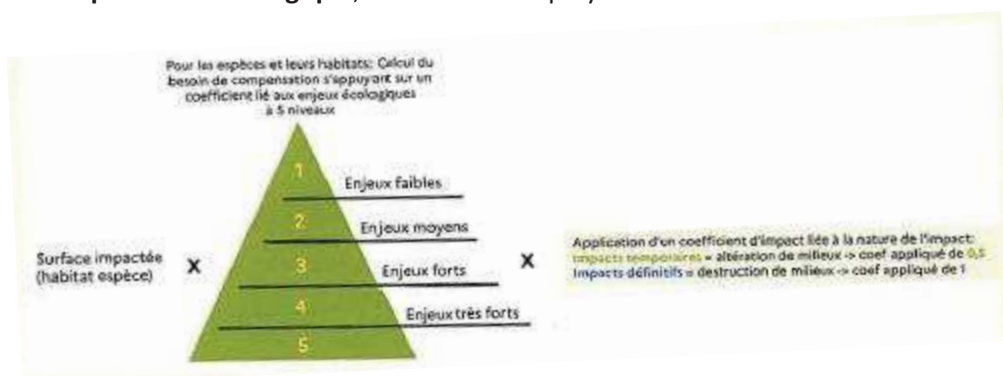 Pour les espèces et leurs habitats: Calcul du
besoin de compensation s'appuyant sur un
coefficient lié aux enjeux écologiques
à 5 niveaux
1
Enjeux faibles
2
Enjeux moyens
Surface impactée
(habitat espèce)
X
3
Enjeux forts
X
4
Enjeux très forts
5
Application d'un coefficient d'impact liée à la nature de l'impact:
Impacts temporaires = altération de milieux -> coef appliqué de 0,5
Impacts définitifs = destruction de milieux -> coef appliqué de 1